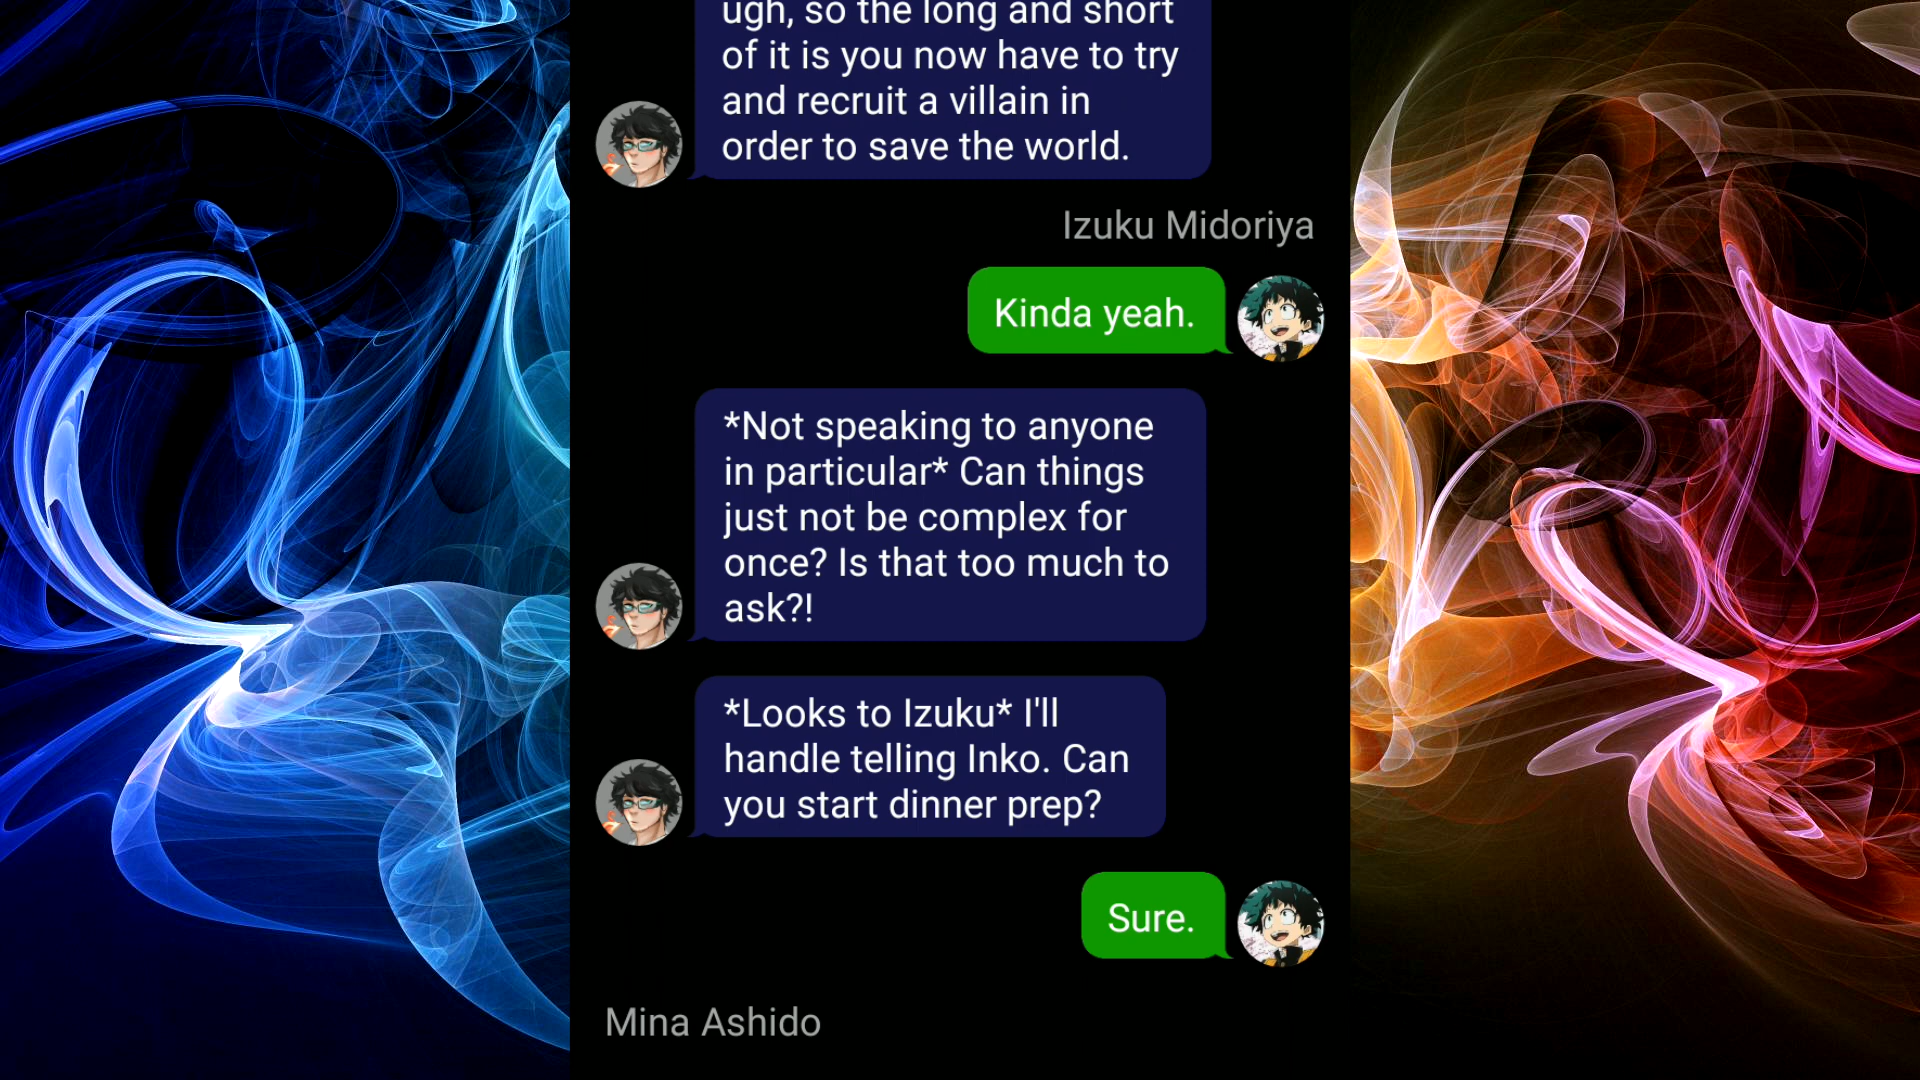 ugh, so the long and short
of it is you now have to try
and recruit a villain in
order to save the world.
Izuku Midoriya
Kinda yeah.
*Not speaking to anyone
in particular* Can things
just not be complex for
once? Is that too much to
ask?!
*Looks to Izuku* I'll
handle telling Inko. Can
you start dinner prep?
Sure.
Mina Ashido